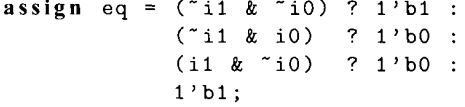 assign eq = (~i1 & ~i0) ? 1'b1 :
(~i1 & i0) ? 1'b0 :
(i1 & ~i0) ? 1'b0 :
1'b1;